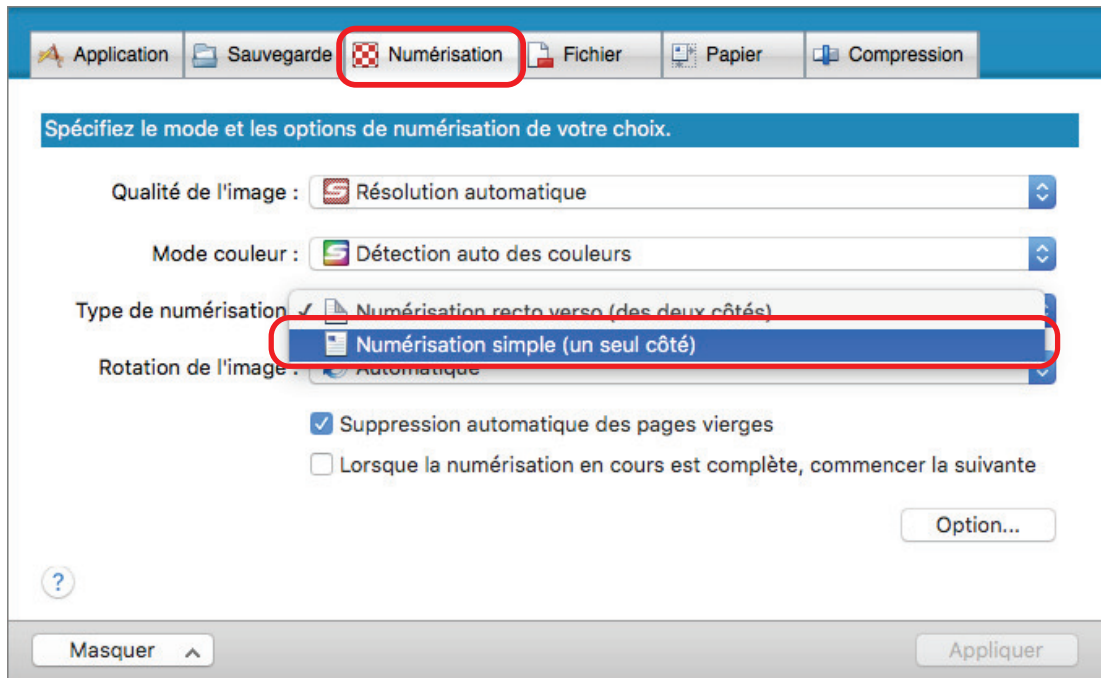 Application Sauvegarde Numérisation Fichier Papier Compression
Spécifiez le mode et les options de numérisation de votre choix.
Qualité de l'image : Résolution automatique
Mode couleur : Détection auto des couleurs
Type de numérisation ✓ Numérisation recto verso (des deux côtés)
Numérisation simple (un seul côté)
Rotation de l'image : Automatique
Suppression automatique des pages vierges
Lorsque la numérisation en cours est complète, commencer la suivante
Option...
?
Masquer Appliquer